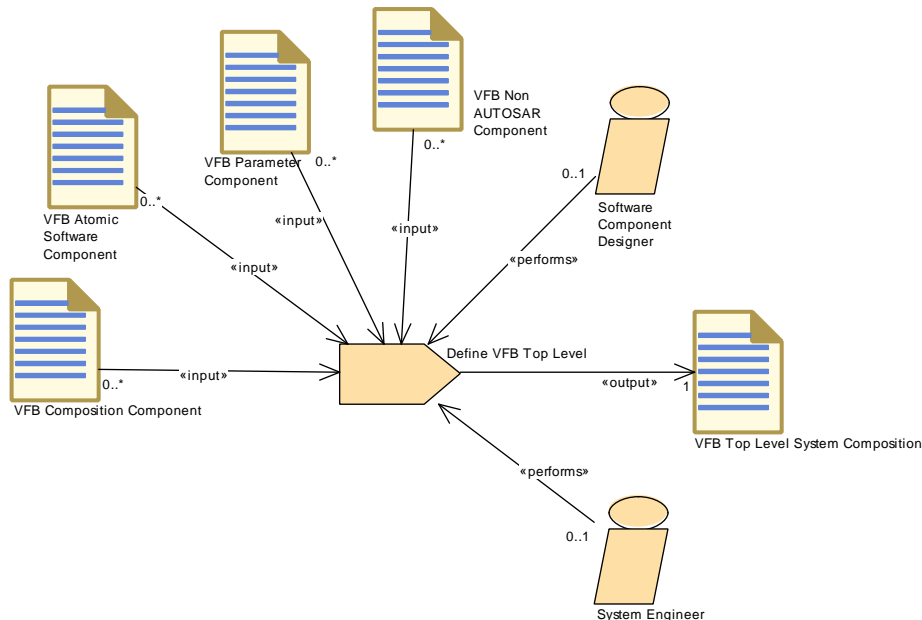 VFB Non
AUTOSAR
Component
0..*
VFB Parameter
Component
0..*
VFB Atomic
Software
Component
0..*
0..1
Software
Component
Designer
«input»
«input»
«input»
«performs»
Define VFB Top Level
«input»
0..*
VFB Composition Component
«output»
1
VFB Top Level System Composition
«performs»
0..1
System Engineer